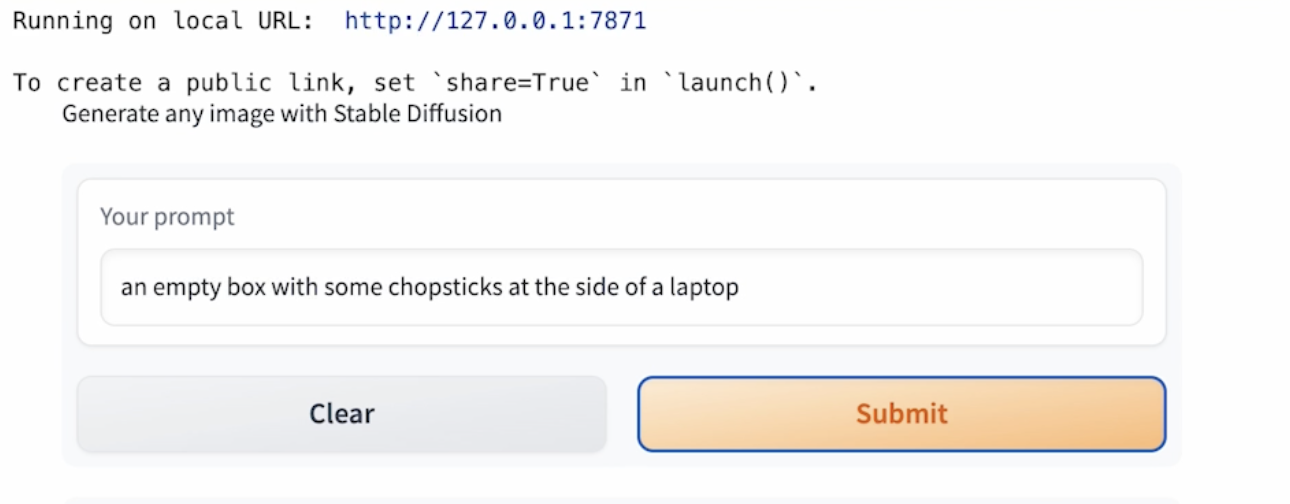 Running on local URL:  http://127.0.0.1:7871
To create a public link, set `share=True` in `launch()`.
Generate any image with Stable Diffusion
Your prompt
an empty box with some chopsticks at the side of a laptop
Clear
Submit